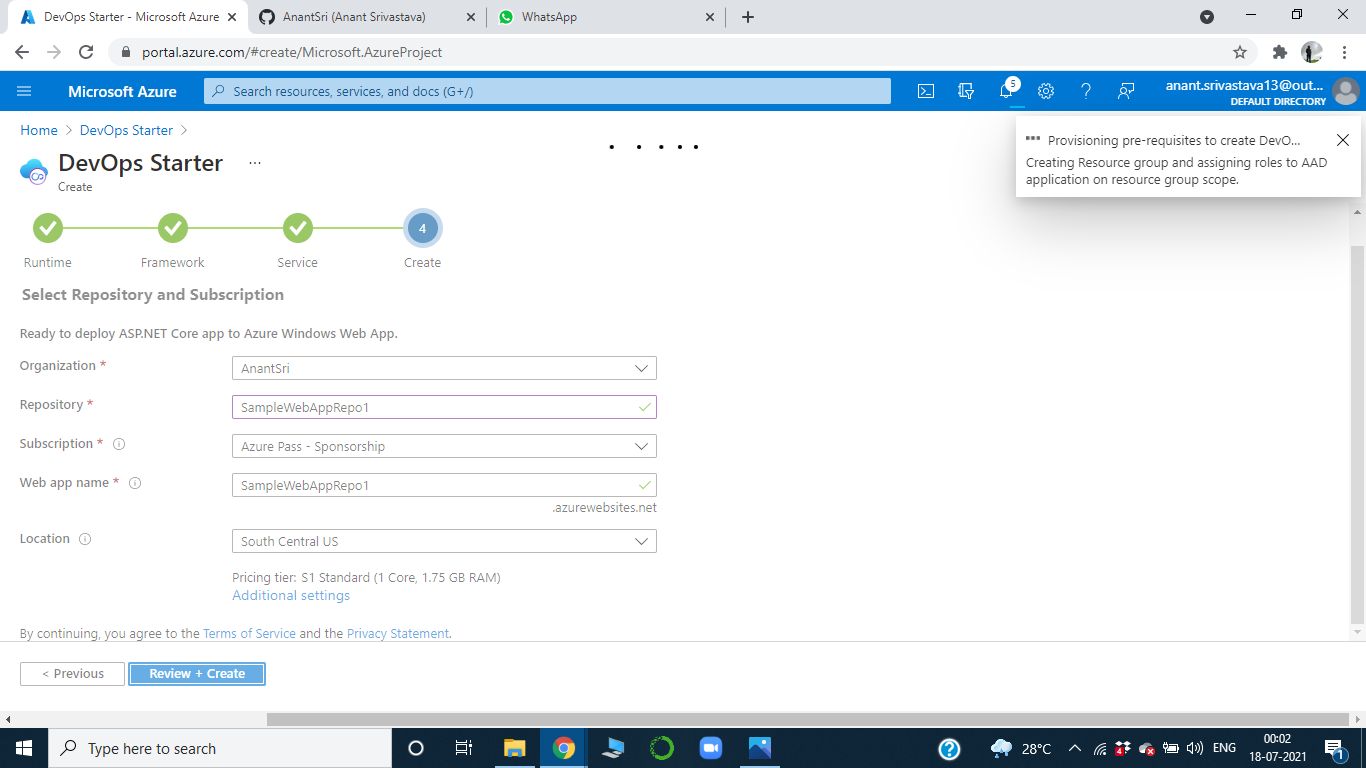 DevOps Starter - Microsoft Azure
AnantSri (Anant Srivastava)
WhatsApp
portal.azure.com/#create/Microsoft.AzureProject
Microsoft Azure
Search resources, services, and docs (G+/)
5
anant.srivastava13@out...
DEFAULT DIRECTORY
Home > DevOps Starter >
DevOps Starter ...
Create
Provisioning pre-requisites to create DevO...
Creating Resource group and assigning roles to AAD
application on resource group scope.
4
Runtime Framework Service Create
Select Repository and Subscription
Ready to deploy ASP.NET Core app to Azure Windows Web App.
Organization * AnantSri
Repository * SampleWebAppRepo1
Subscription * Azure Pass - Sponsorship
Web app name * SampleWebAppRepo1
.azurewebsites.net
Location South Central US
Pricing tier: S1 Standard (1 Core, 1.75 GB RAM)
Additional settings
By continuing, you agree to the Terms of Service and the Privacy Statement.
< Previous Review + Create
Type here to search
28°C
4
ENG
00:02
18-07-2021
1